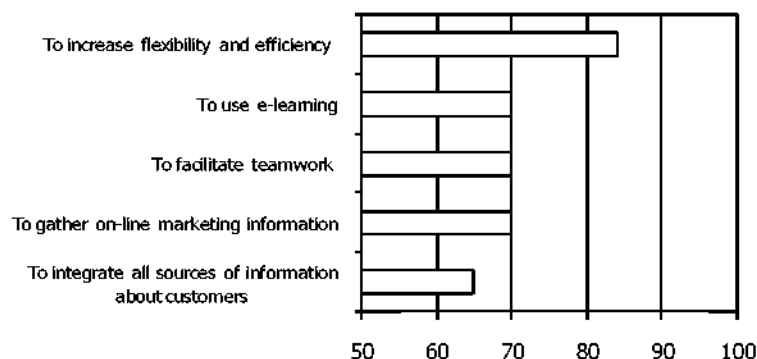 To increase flexibility and efficiency
To use e-learning
To facilitate teamwork
To gather on-line marketing information
To integrate all sources of information
about customers
50 60 70 80 90 100